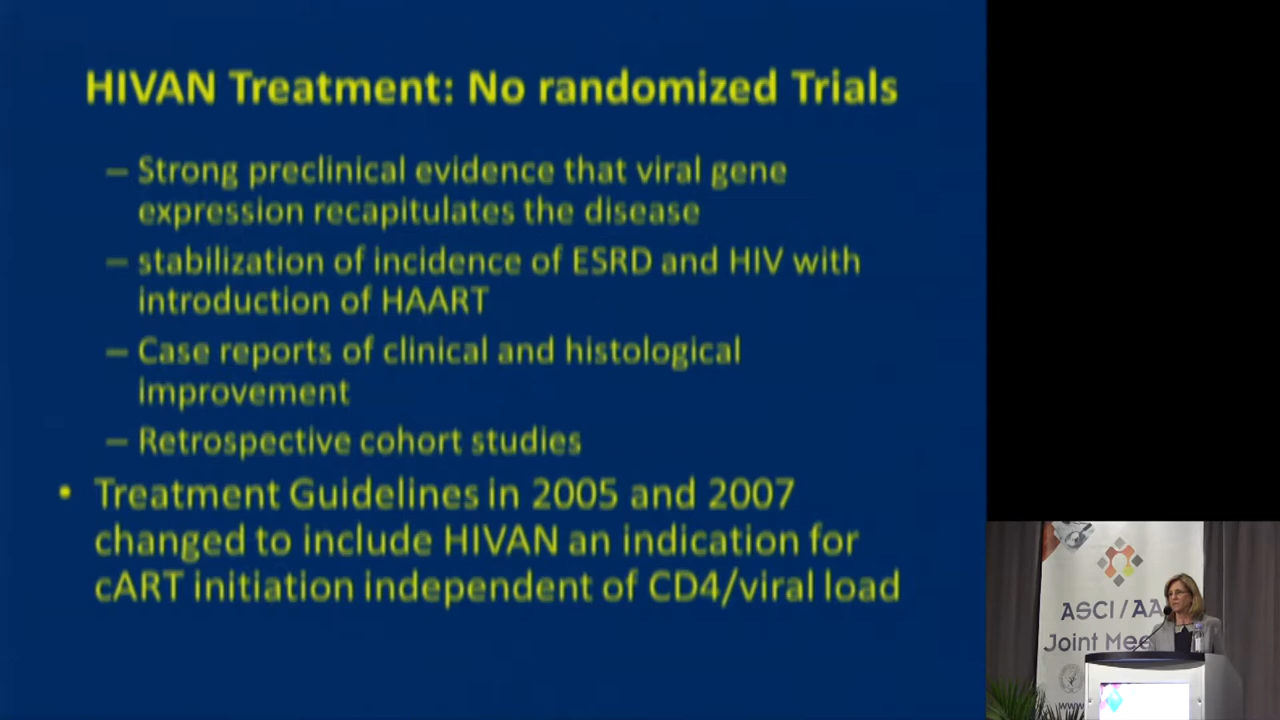 HIVAN Treatment: No randomized Trials
– Strong preclinical evidence that viral gene
expression recapitulates the disease
– stabilization of incidence of ESRD and HIV with
introduction of HAART
– Case reports of clinical and histological
improvement
– Retrospective cohort studies
• Treatment Guidelines in 2005 and 2007
changed to include HIVAN an indication for
cART initiation independent of CD4/viral load
ASCI / AA
Joint Mee
www